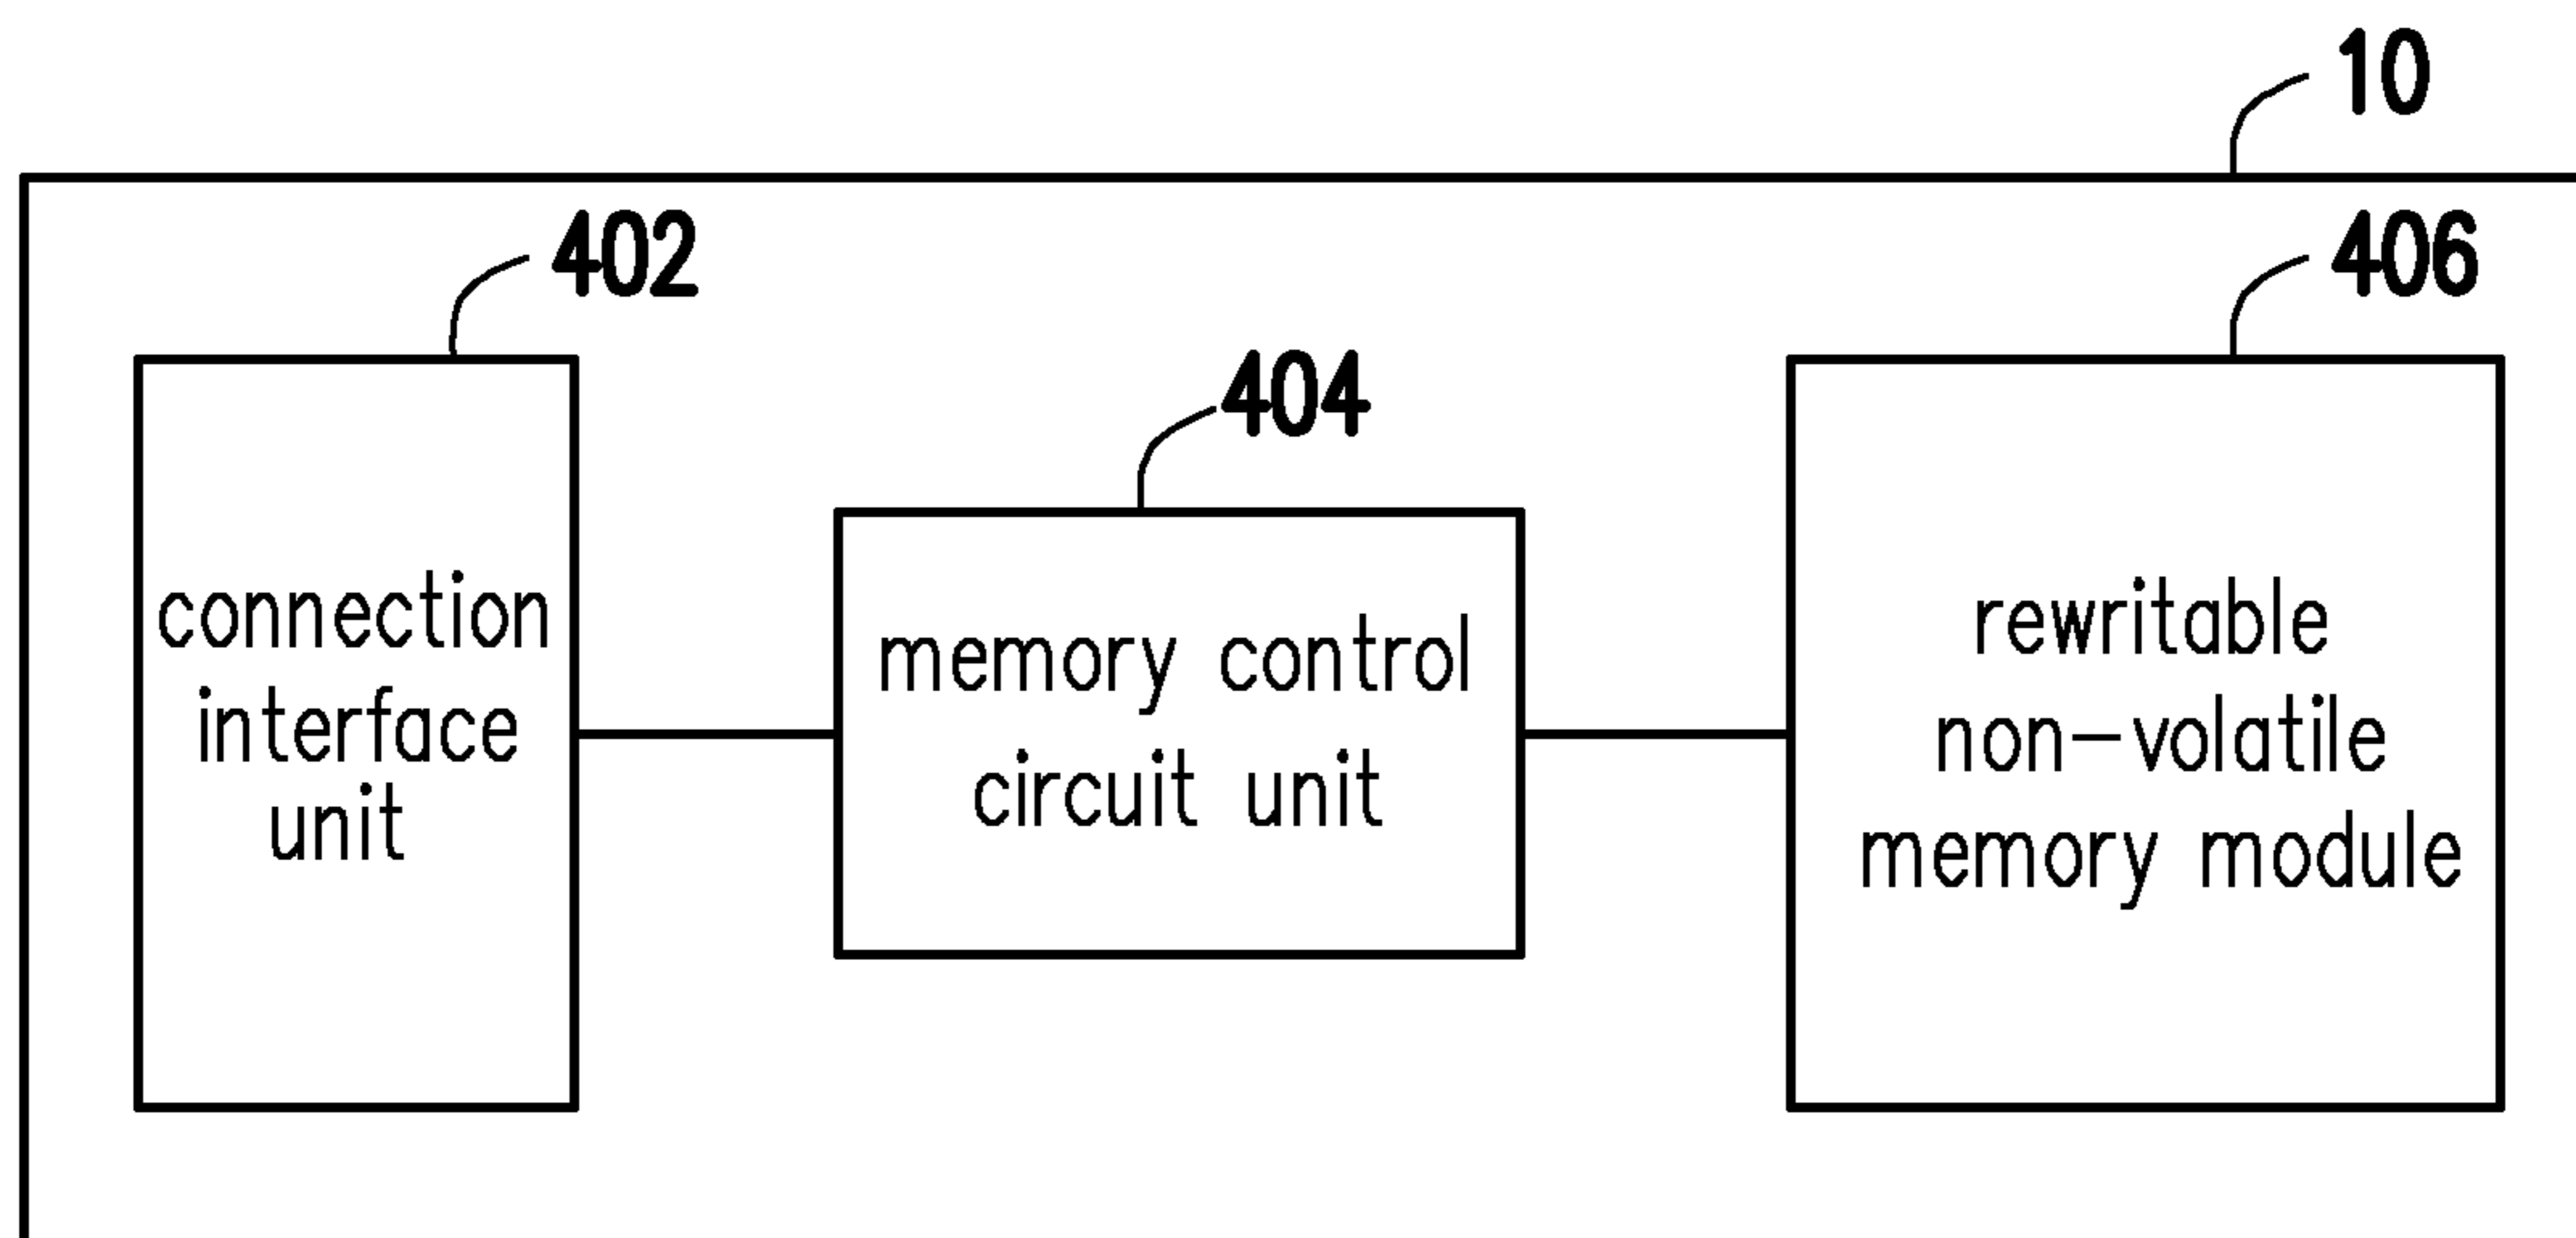 10
402
406
404
connection
interface
unit
memory control
circuit unit
rewritable
non-volatile
memory module